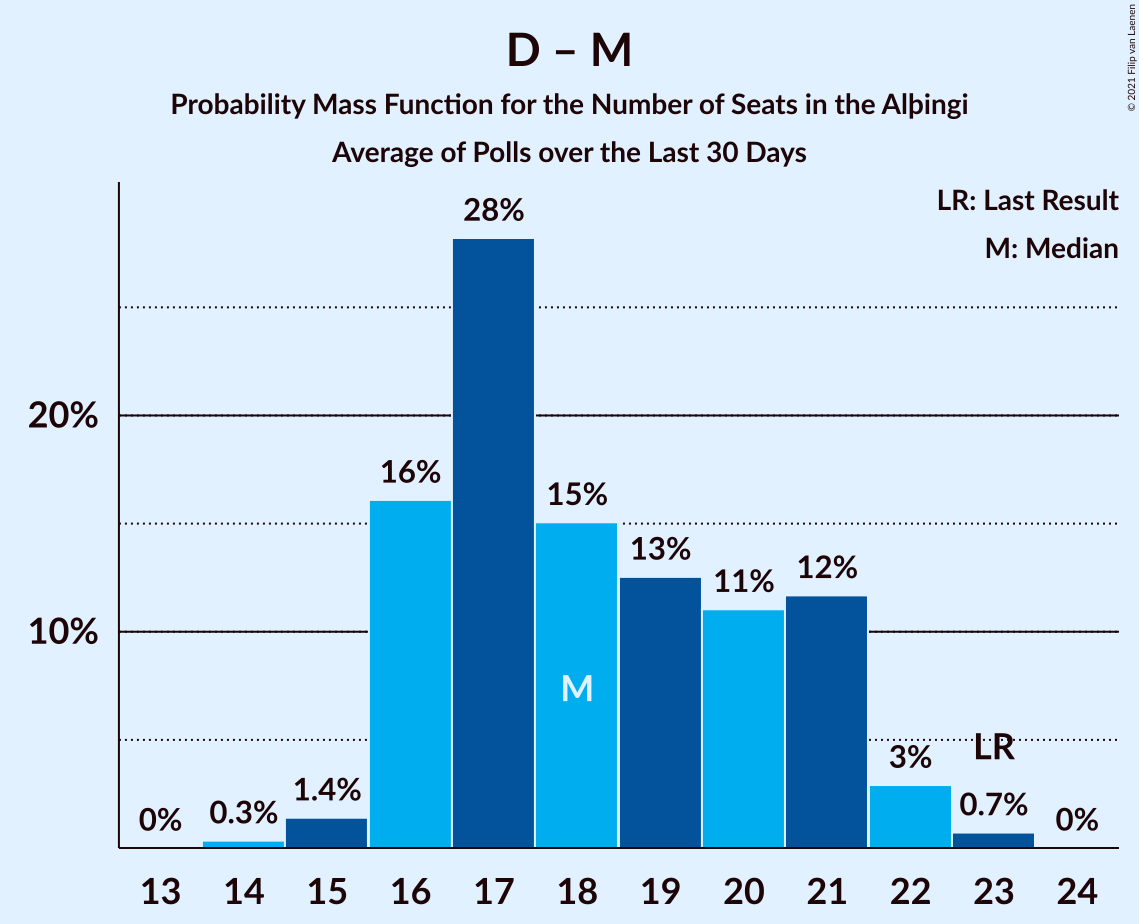 D – M
Probability Mass Function for the Number of Seats in the Alþingi
Average of Polls over the Last 30 Days
© 2021 Filip van Laenen
LR: Last Result
M: Median
28%
20%
16%
15%
13%
11%
12%
10%
M
LR
3%
1.4%
0.7%
0.3%
0%
0%
13 14 15 16 17 18 19 20 21 22 23 24